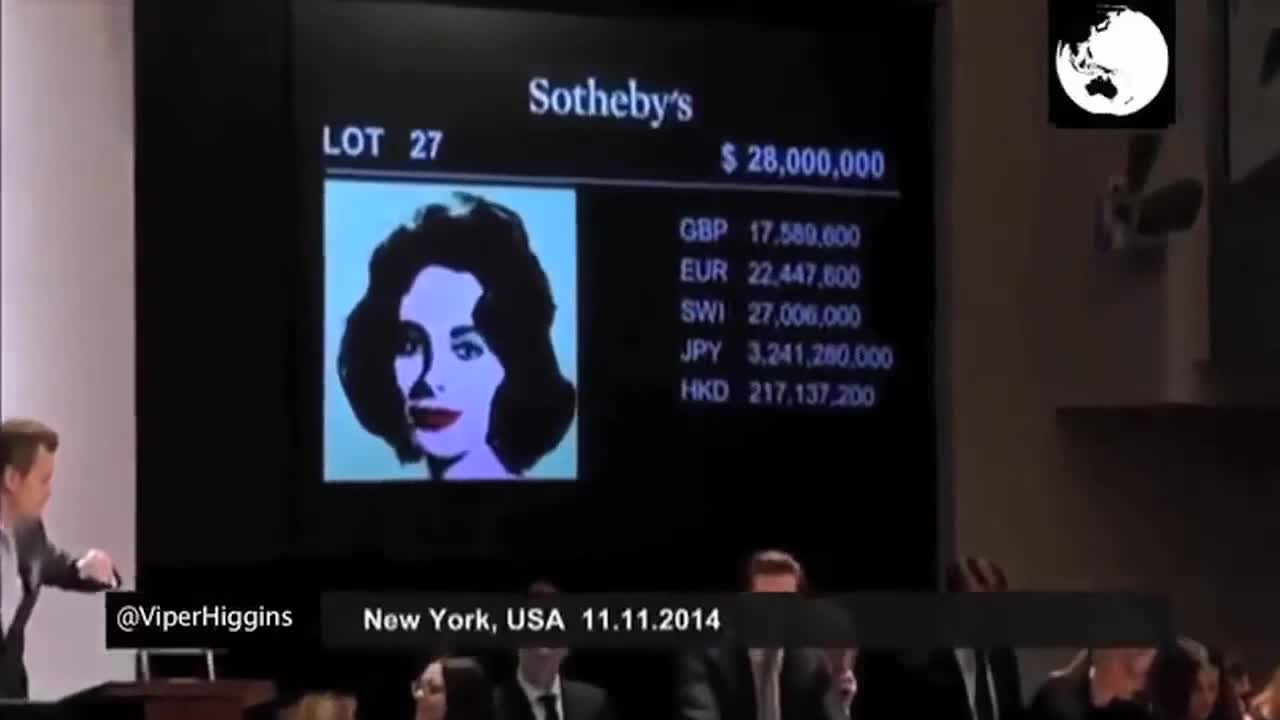 Sotheby's
LOT 27
$ 28,000,000
GBP 17,589,600
EUR 22,447,600
SWI 27,006,000
JPY 3,241,280,000
HKD 217,137,200
@ViperHiggins
New York, USA 11.11.2014